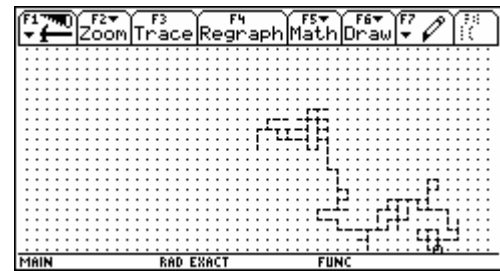 F1 F2 Zoom F3 Trace F4 Regraph F5 Math F6 Draw F7
MAIN RAD EXACT FUNC